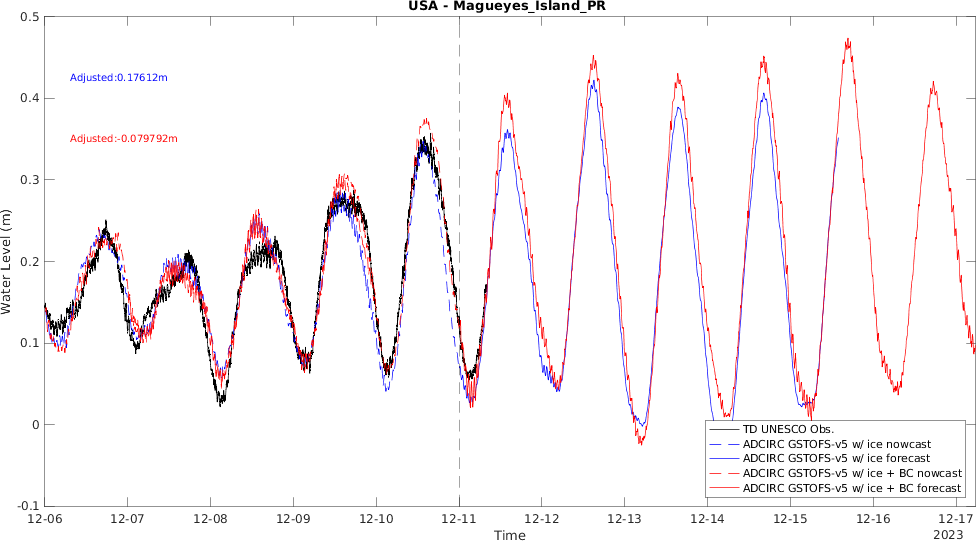 USA - Magueyes_Island_PR
0.5
0.4
0.3
0.2
0.1
0
-0.1
Water Level (m)
Adjusted:0.17612m
Adjusted:-0.079792m
TD UNESCO Obs.
ADCIRC GSTOFS-v5 w/ ice nowcast
ADCIRC GSTOFS-v5 w/ ice forecast
ADCIRC GSTOFS-v5 w/ ice + BC nowcast
ADCIRC GSTOFS-v5 w/ ice + BC forecast
12-06 12-07 12-08 12-09 12-10 12-11 12-12 12-13 12-14 12-15 12-16 12-17
Time
2023